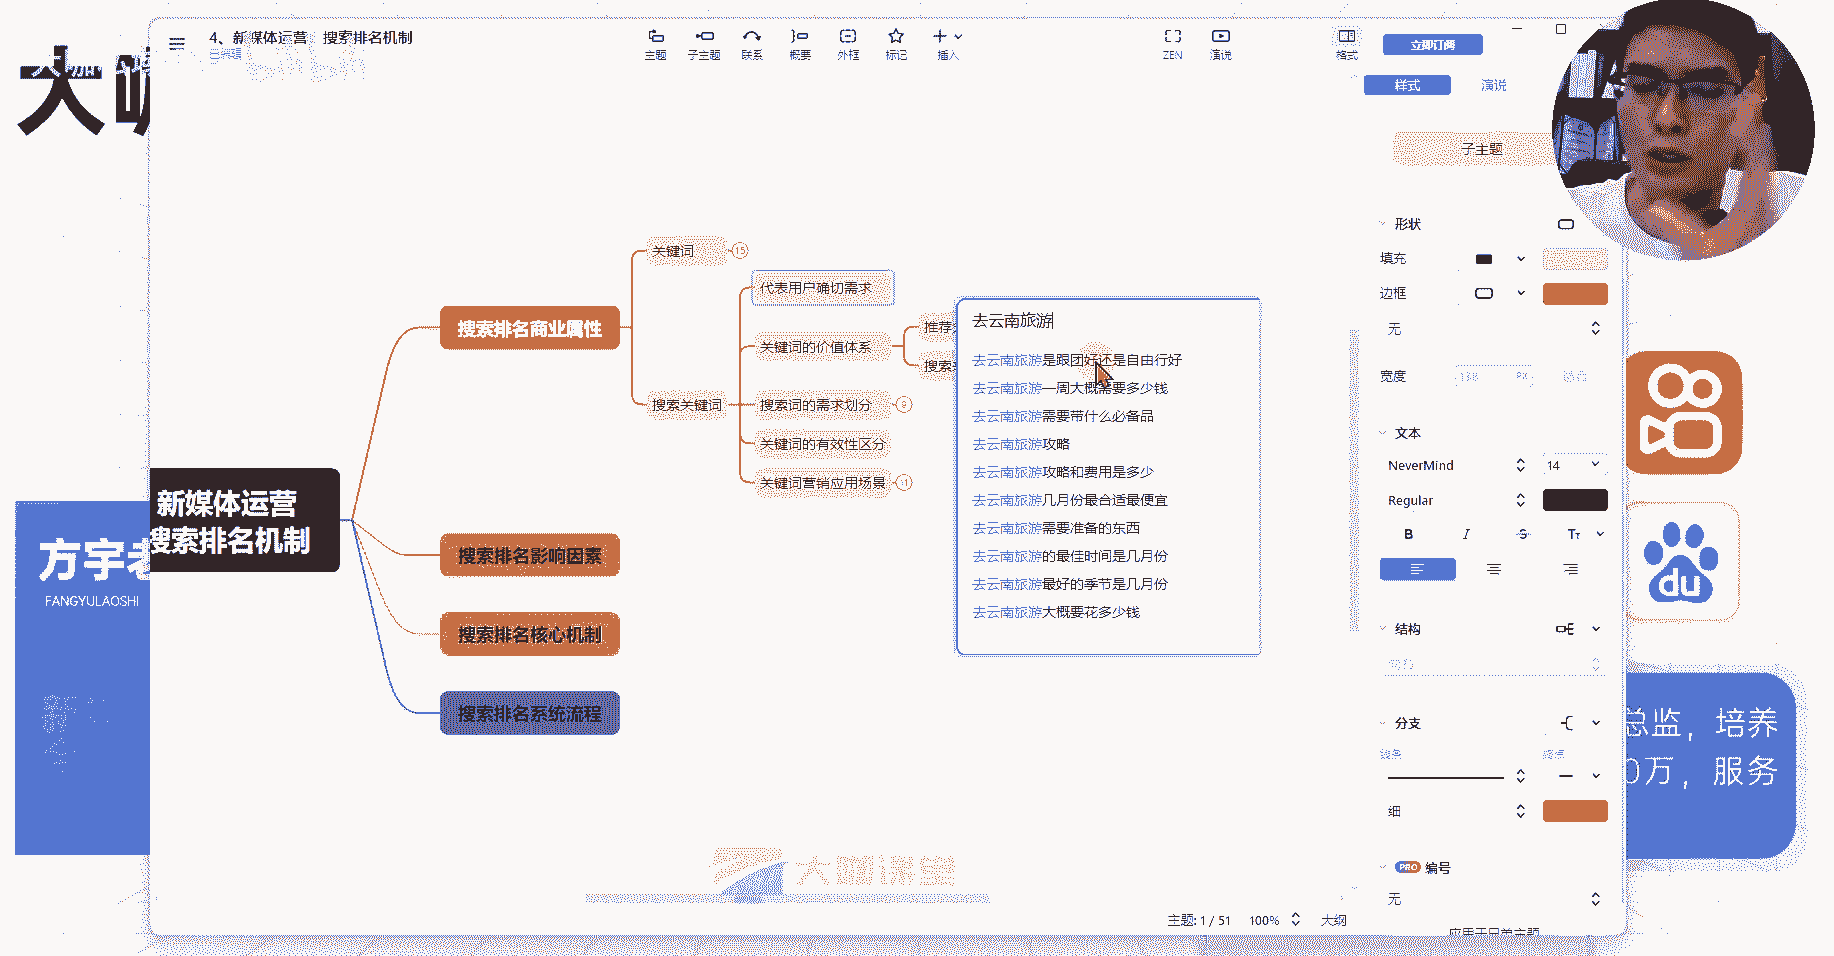 4、新媒体运营 搜索排名机制
已编辑
主题
子主题
联系
概要
外框
标记
插入
ZEN
演说
格式
立即订阅
样式
演说
子主题
大
形状
填充
边框
无
宽度
文本
NeverMind
14
Regular
B
I
S
结构
分支
线条
细
PRO
编号
无
关键词
15
代表用户确切需求
搜索排名商业属性
关键词的价值体系
推荐
搜索
搜索关键词
搜索词的需求划分
9
关键词的有效性区分
关键词营销应用场景
新媒体运营
搜索排名机制
搜索排名影响因素
搜索排名核心机制
搜索排名系统流程
去云南旅游
去云南旅游是跟团好还是自由行好
去云南旅游一周大概需要多少钱
去云南旅游需要带什么必备品
去云南旅游攻略
去云南旅游攻略和费用是多少
去云南旅游几月份最合适最便宜
去云南旅游需要准备的东西
去云南旅游的最佳时间是几月份
去云南旅游最好的季节是几月份
去云南旅游大概要花多少钱
方宇老
FANGYULAOSHI
du
总监，培养
0万，服务
大咖课堂
主题: 1 / 51
100%
大纲
应用于兄弟主题